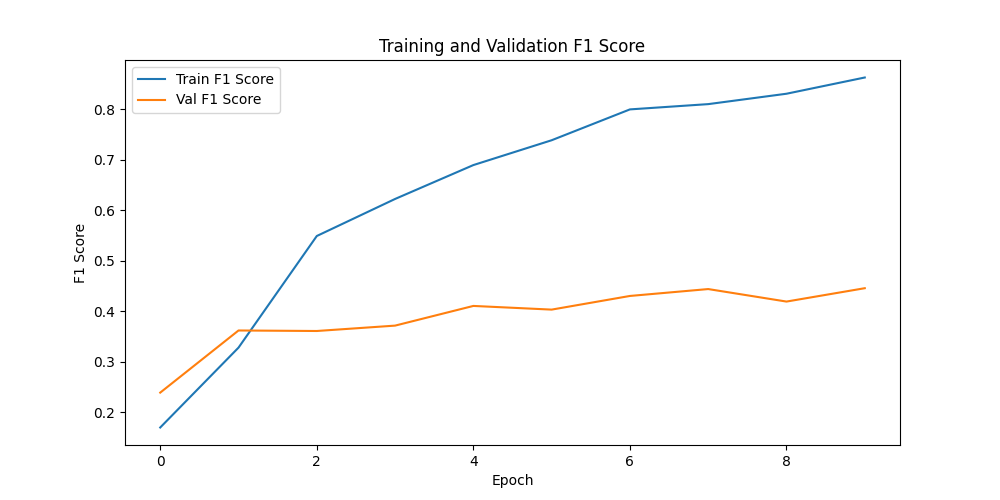 Training and Validation F1 Score
Train F1 Score
Val F1 Score
F1 Score
0.8
0.7
0.6
0.5
0.4
0.3
0.2
0 2 4 6 8
Epoch